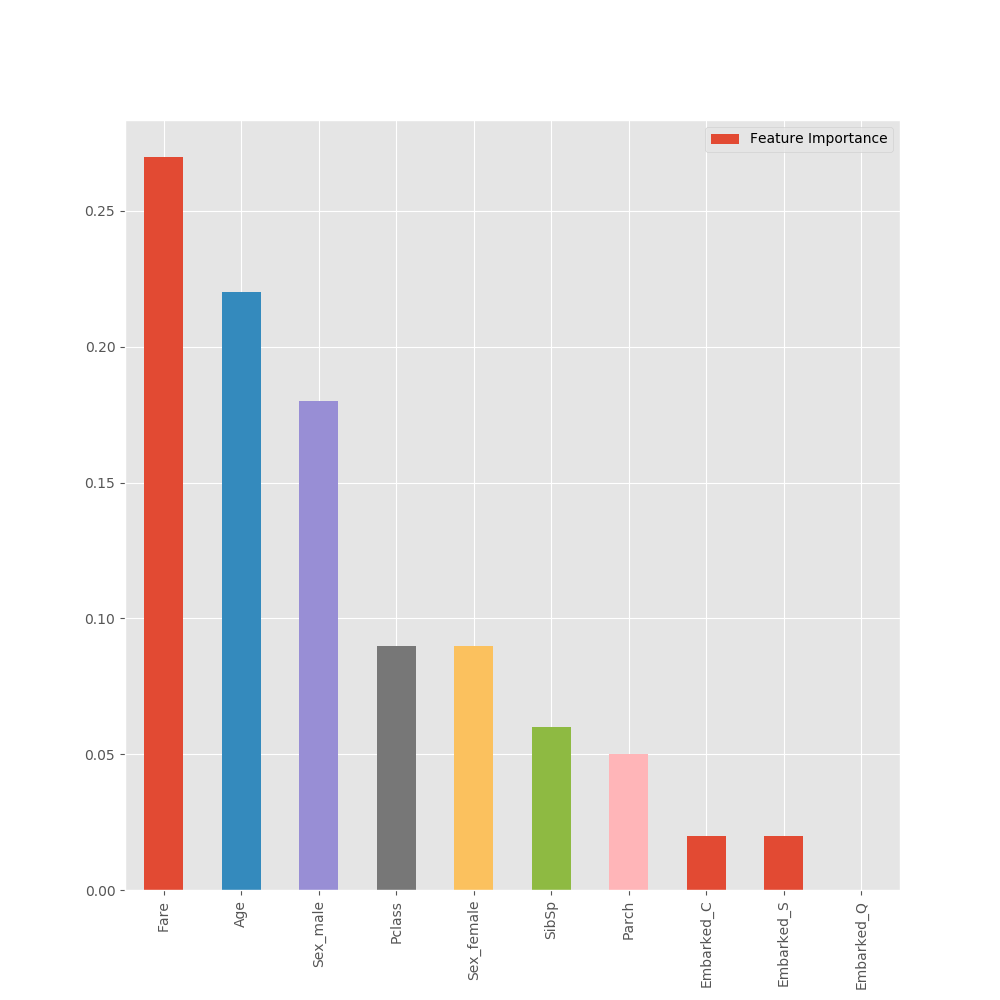 Feature Importance
0.25
0.20
0.15
0.10
0.05
0.00
Fare
Age
Sex_male
Pclass
Sex_female
SibSp
Parch
Embarked_C
Embarked_S
Embarked_Q